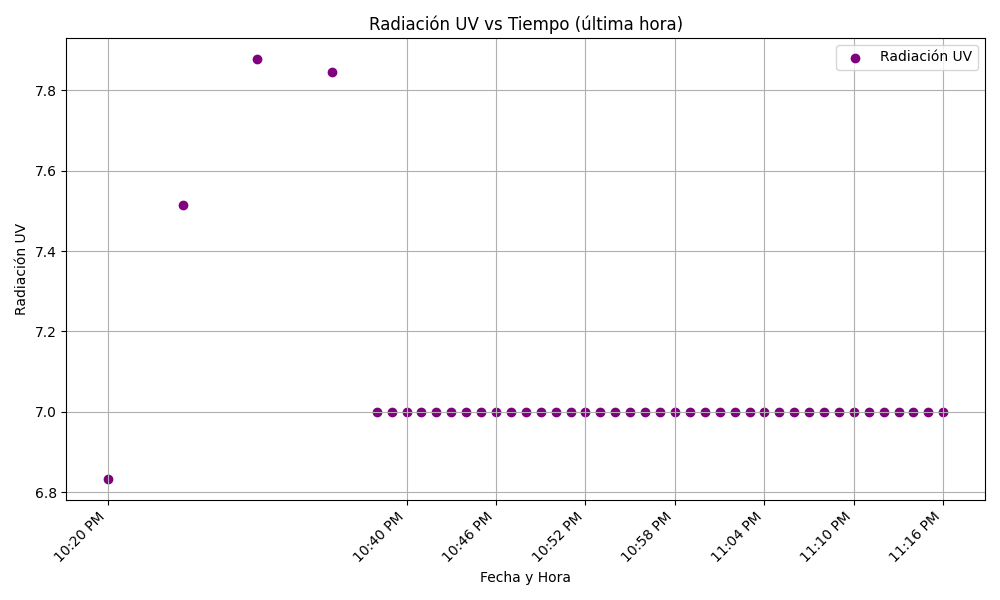 Radiación UV vs Tiempo (última hora)
Radiación UV
7.8
7.6
7.4
7.2
7.0
6.8
Radiación UV
10:20 PM
10:40 PM
10:46 PM
10:52 PM
10:58 PM
11:04 PM
11:10 PM
11:16 PM
Fecha y Hora